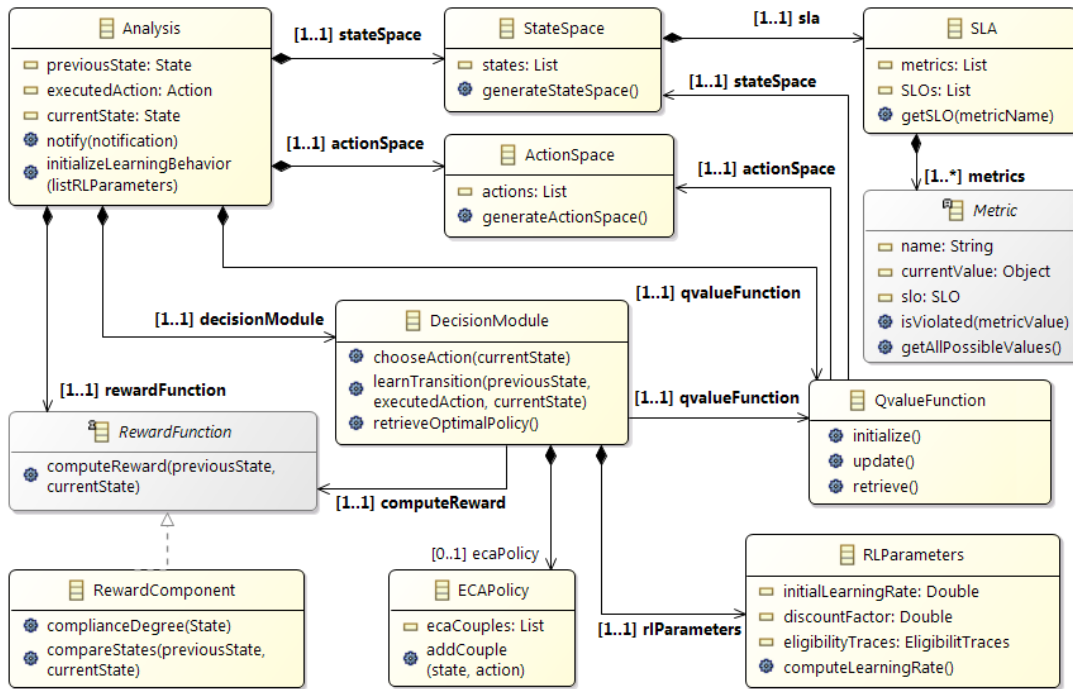 Analysis
previousState: State
executedAction: Action
currentState: State
notify(notification)
initializeLearningBehavior
(listRLParameters)
[1..1] stateSpace
StateSpace
states: List
generateStateSpace()
[1..1] sla
SLA
metrics: List
SLOs: List
getSLO(metricName)
[1..1] stateSpace
[1..1] actionSpace
ActionSpace
actions: List
generateActionSpace()
[1..1] actionSpace
[1..*] metrics
Metric
name: String
currentValue: Object
slo: SLO
isViolated(metricValue)
getAllPossibleValues()
[1..1] qvalueFunction
[1..1] decisionModule
DecisionModule
chooseAction(currentState)
learnTransition(previousState,
executedAction, currentState)
retrieveOptimalPolicy()
[1..1] rewardFunction
[1..1] qvalueFunction
QvalueFunction
initialize()
update()
retrieve()
RewardFunction
computeReward(previousState,
currentState)
[1..1] computeReward
[0..1] ecaPolicy
RewardComponent
complianceDegree(State)
compareStates(previousState,
currentState)
ECAPolicy
ecaCouples: List
addCouple
(state, action)
[1..1] rlParameters
RLParameters
initialLearningRate: Double
discountFactor: Double
eligibilityTraces: EligibilitTraces
computeLearningRate()